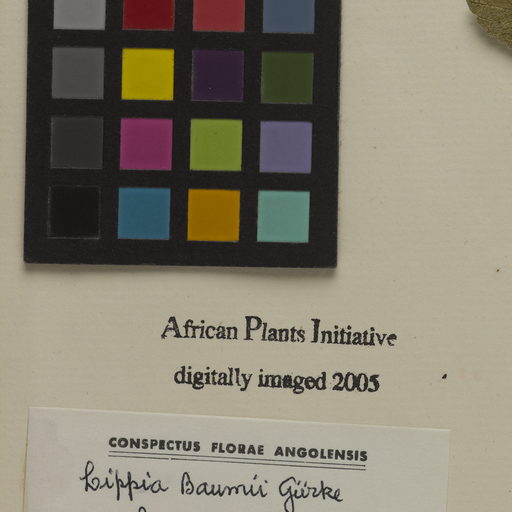 African Plants Initiative
digitally imaged 2005
CONSPECTUS FLORAE ANGOLENSIS
Lippia Baumii Gürke